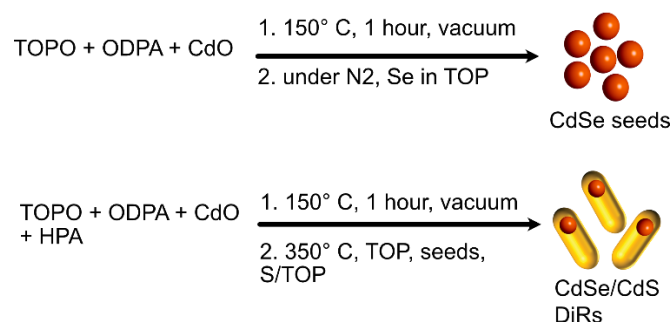 TOPO + ODPA + CdO
1. 150° C, 1 hour, vacuum
2. under N2, Se in TOP
CdSe seeds
TOPO + ODPA + CdO
+ HPA
1. 150° C, 1 hour, vacuum
2. 350° C, TOP, seeds,
S/TOP
CdSe/CdS
DiRs